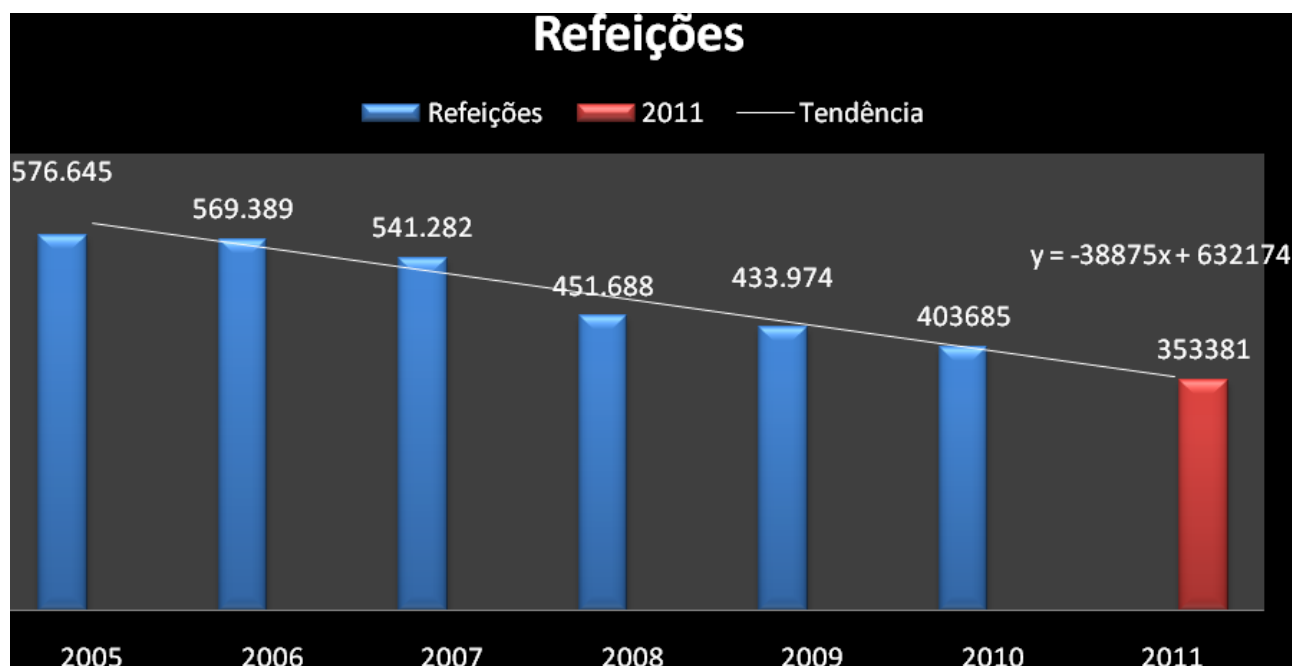 Refeições
Refeições 2011 Tendência
576.645
569.389
541.282
451.688
433.974
403685
353381
y = -38875x + 632174
2005 2006 2007 2008 2009 2010 2011